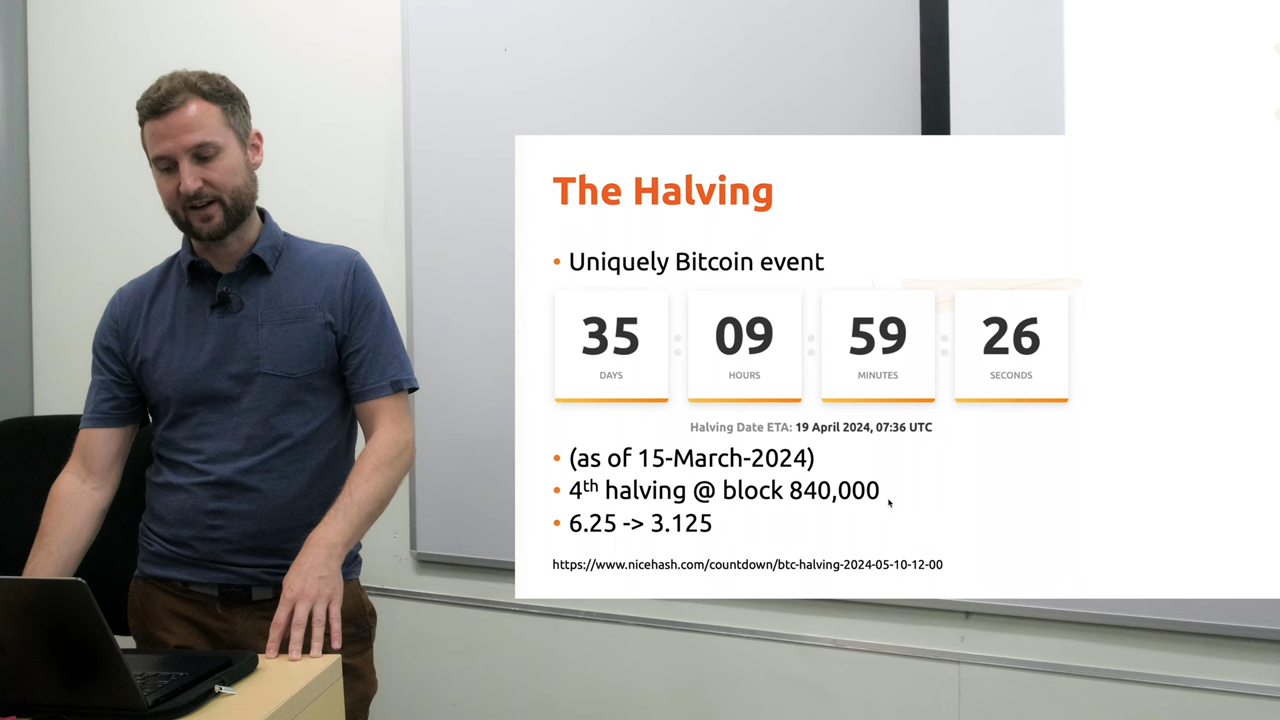 The Halving
• Uniquely Bitcoin event
35 : 09 : 59 : 26
DAYS HOURS MINUTES SECONDS
Halving Date ETA: 19 April 2024, 07:36 UTC
• (as of 15-March-2024)
• 4th halving @ block 840,000
• 6.25 -> 3.125
https://www.nicehash.com/countdown/btc-halving-2024-05-10-12-00